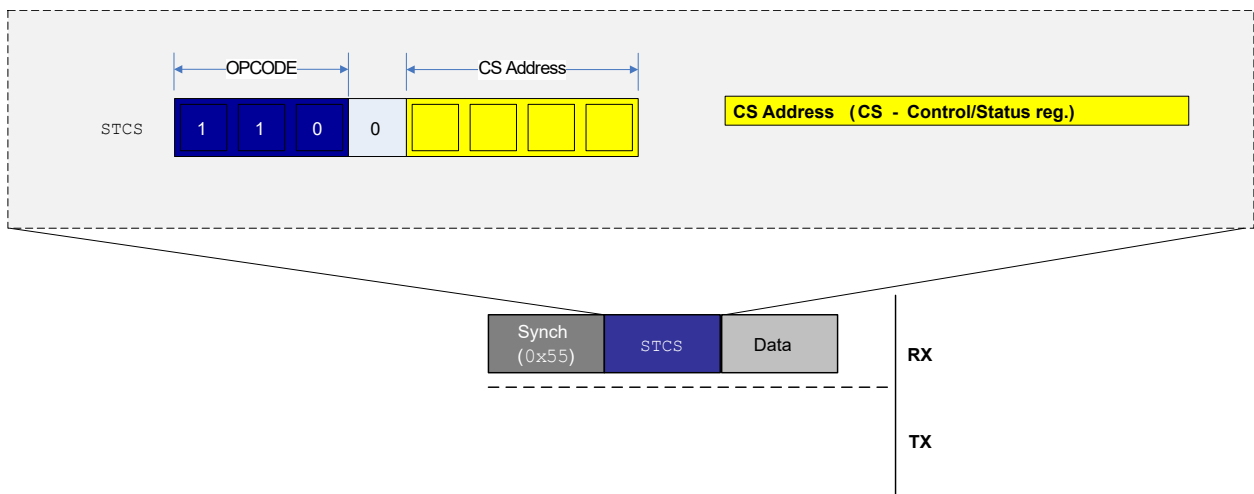 OPCODE CS Address
STCS 1 1 0 0 CS Address (CS - Control/Status reg.)
Synch
(0x55) STCS Data RX
TX